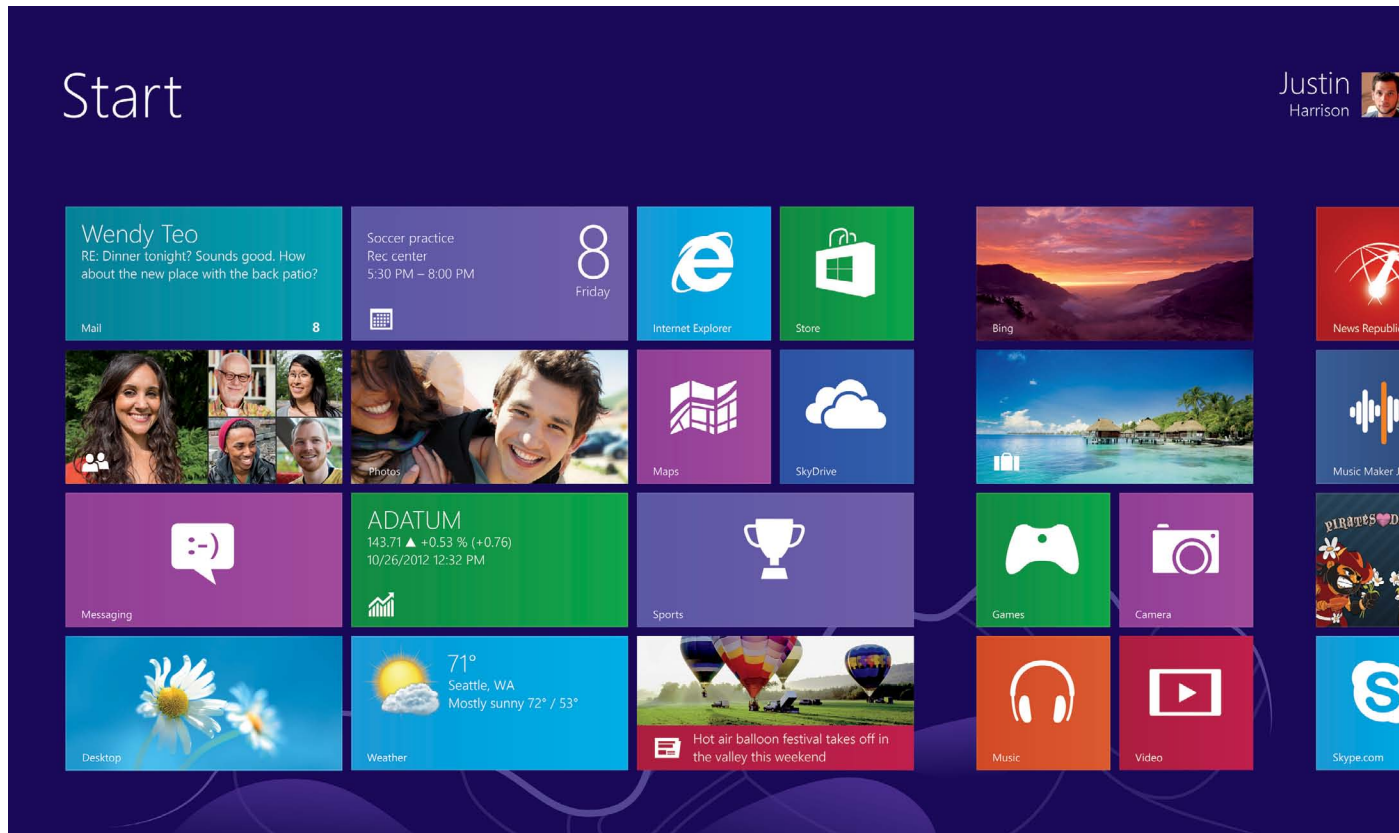 Start
Justin
Harrison
Wendy Teo
RE: Dinner tonight? Sounds good. How
about the new place with the back patio?
Mail
8
Soccer practice
Rec center
5:30 PM – 8:00 PM
8
Friday
Internet Explorer
Store
Photos
Maps
SkyDrive
:-)
Messaging
ADATUM
143.71 ▲ +0.53 % (+0.76)
10/26/2012 12:32 PM
Sports
Desktop
71°
Seattle, WA
Mostly sunny 72° / 53°
Weather
Hot air balloon festival takes off in
the valley this weekend
Bing
Games
Camera
Music
Video
News Republic
Music Maker J
PIRATES D
S
Skype.com